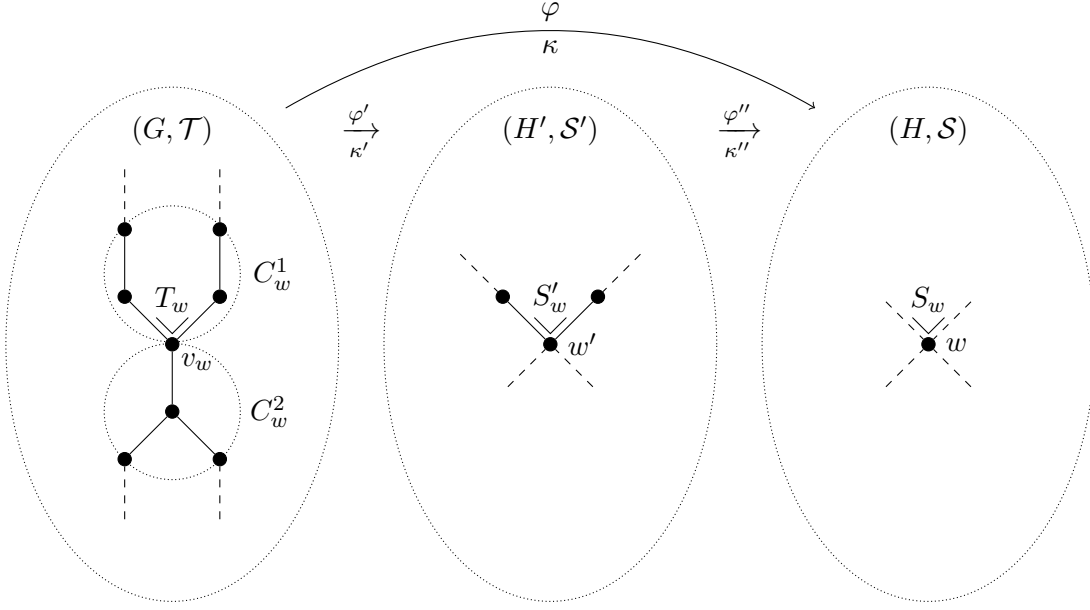 φ
κ
(G, 𝒯) φ′ κ′ (H′, 𝒮′) φ″ κ″ (H, 𝒮)
C_w^1
T_w S′_w S_w
v_w w′ w
C_w^2